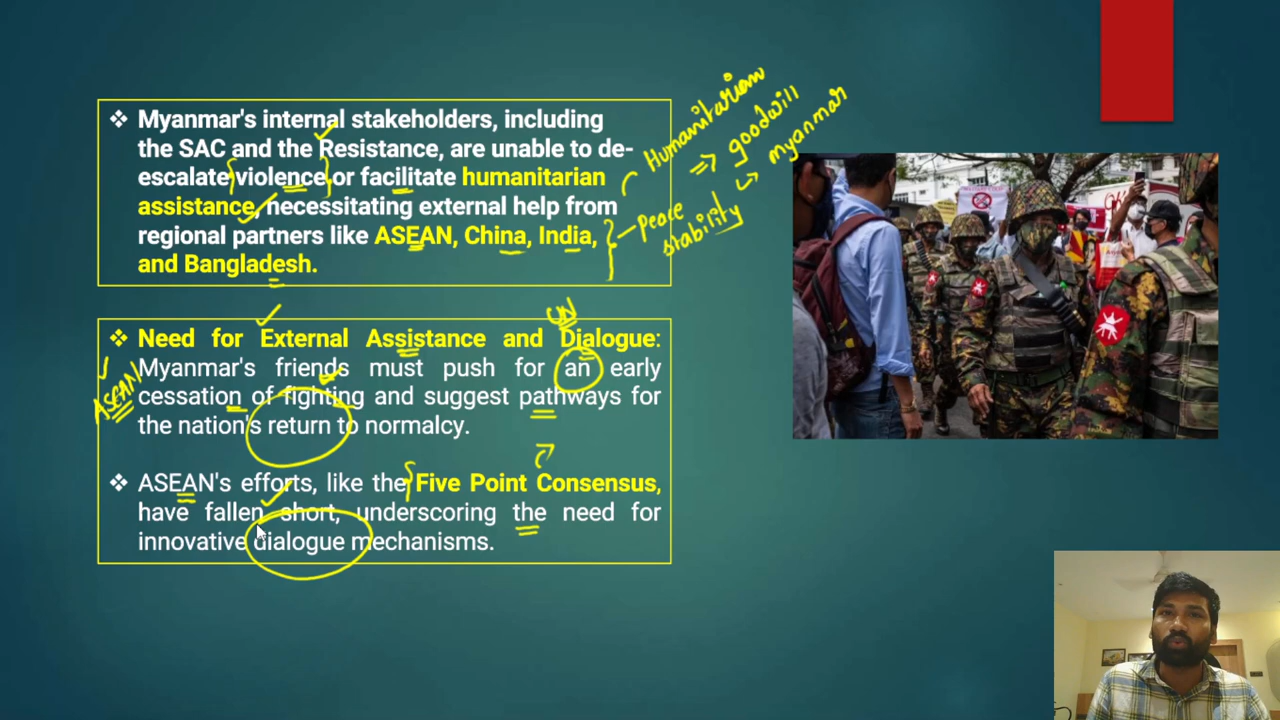 ❖ Myanmar's internal stakeholders, including
the SAC and the Resistance, are unable to de-
escalate violence or facilitate humanitarian
assistance, necessitating external help from
regional partners like ASEAN, China, India,
and Bangladesh.
Humanitarian
=> goodwill
myanmar
peace
stability
❖ Need for External Assistance and Dialogue:
Myanmar's friends must push for an early
cessation of fighting and suggest pathways for
the nation's return to normalcy.
UN
ASEAN
❖ ASEAN's efforts, like the Five Point Consensus,
have fallen short, underscoring the need for
innovative dialogue mechanisms.